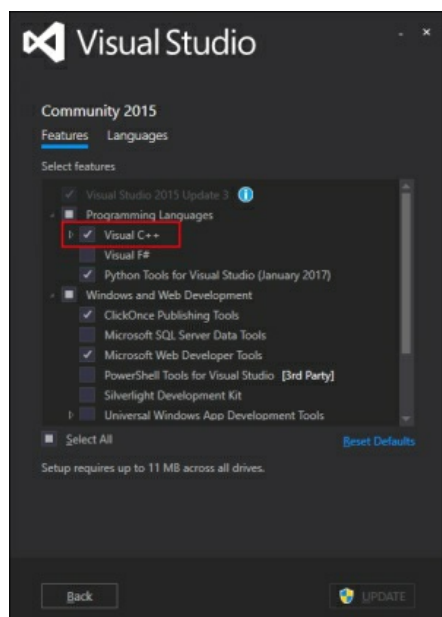 Visual Studio
Community 2015
Features Languages
Select features
Visual Studio 2015 Update 3
Programming Languages
Visual C++
Visual F#
Python Tools for Visual Studio (January 2017)
Windows and Web Development
ClickOnce Publishing Tools
Microsoft SQL Server Data Tools
Microsoft Web Developer Tools
PowerShell Tools for Visual Studio [3rd Party]
Silverlight Development Kit
Universal Windows App Development Tools
Select All Reset Defaults
Setup requires up to 11 MB across all drives.
Back UPDATE